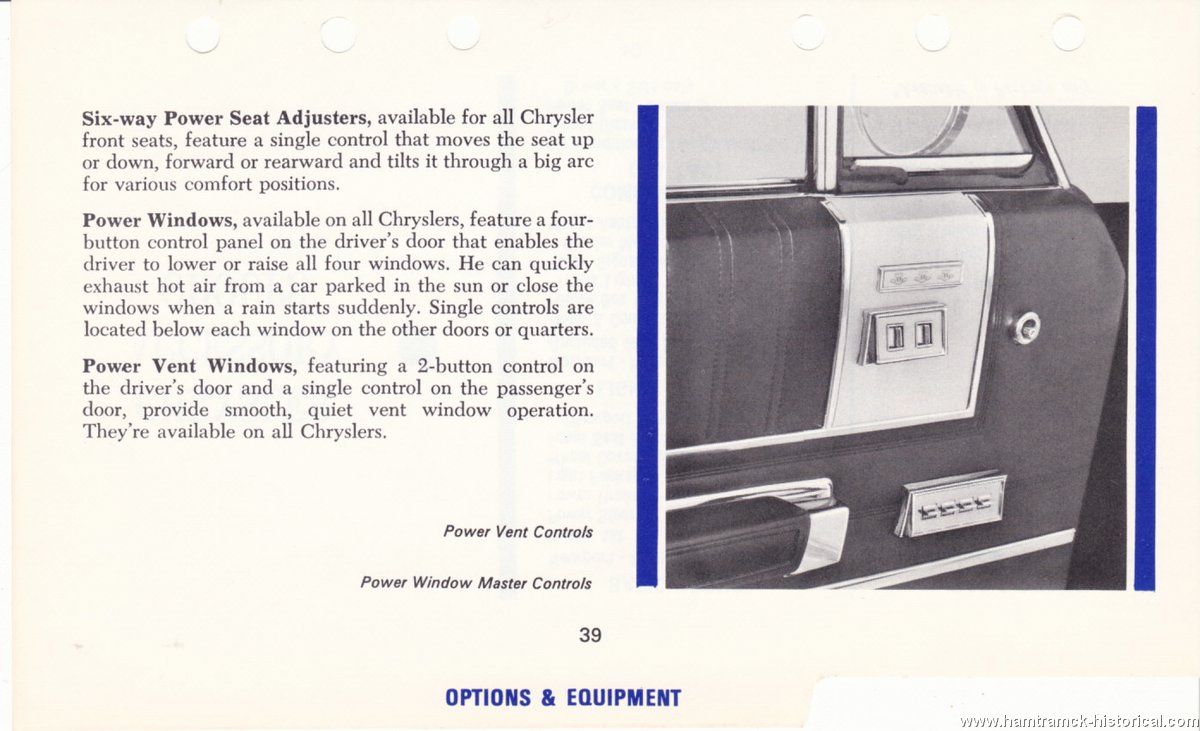 Six-way Power Seat Adjusters, available for all Chrysler
front seats, feature a single control that moves the seat up
or down, forward or rearward and tilts it through a big arc
for various comfort positions.
Power Windows, available on all Chryslers, feature a four-
button control panel on the driver's door that enables the
driver to lower or raise all four windows. He can quickly
exhaust hot air from a car parked in the sun or close the
windows when a rain starts suddenly. Single controls are
located below each window on the other doors or quarters.
Power Vent Windows, featuring a 2-button control on
the driver's door and a single control on the passenger's
door, provide smooth, quiet vent window operation.
They're available on all Chryslers.
Power Vent Controls
Power Window Master Controls
39
OPTIONS & EQUIPMENT
www.hamtramck-historical.com